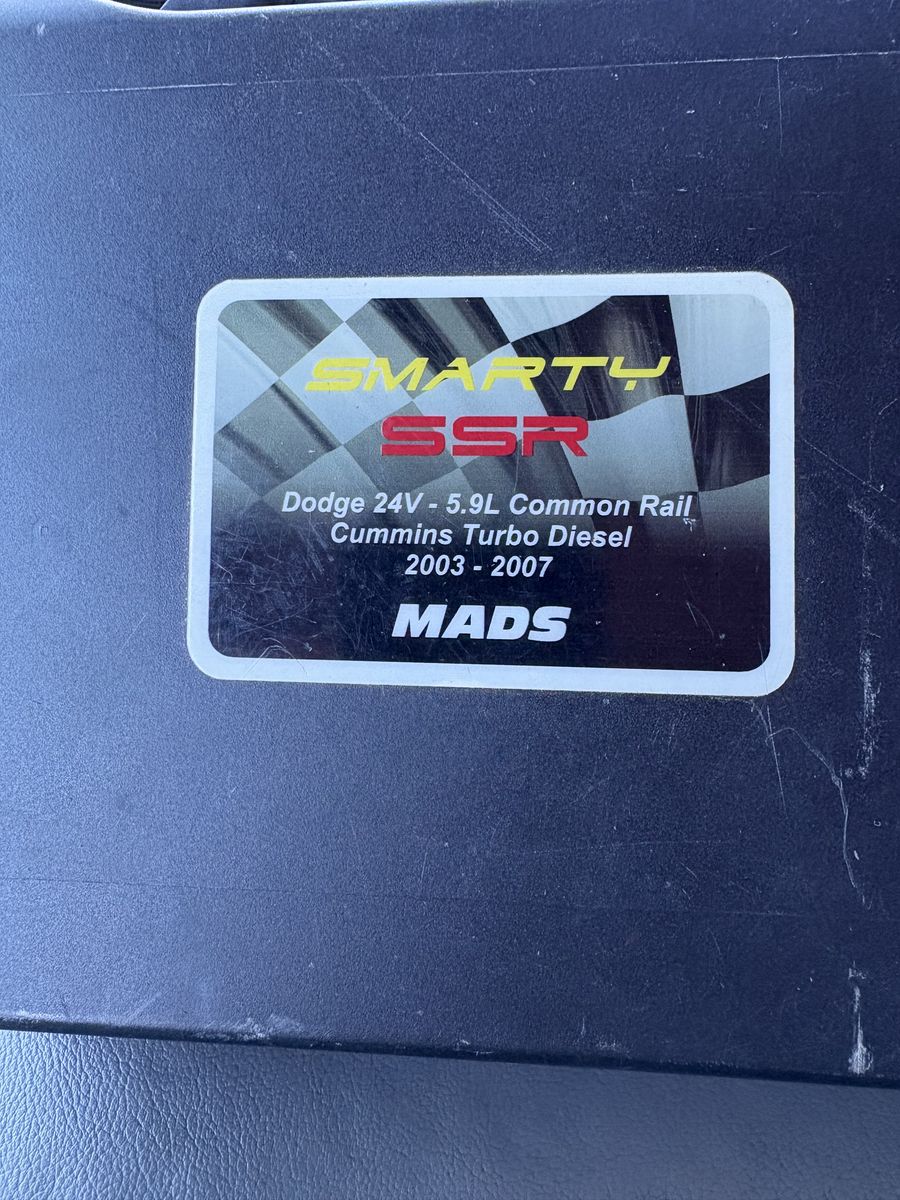 SMARTY
SSR
Dodge 24V - 5.9L Common Rail
Cummins Turbo Diesel
2003 - 2007
MADS